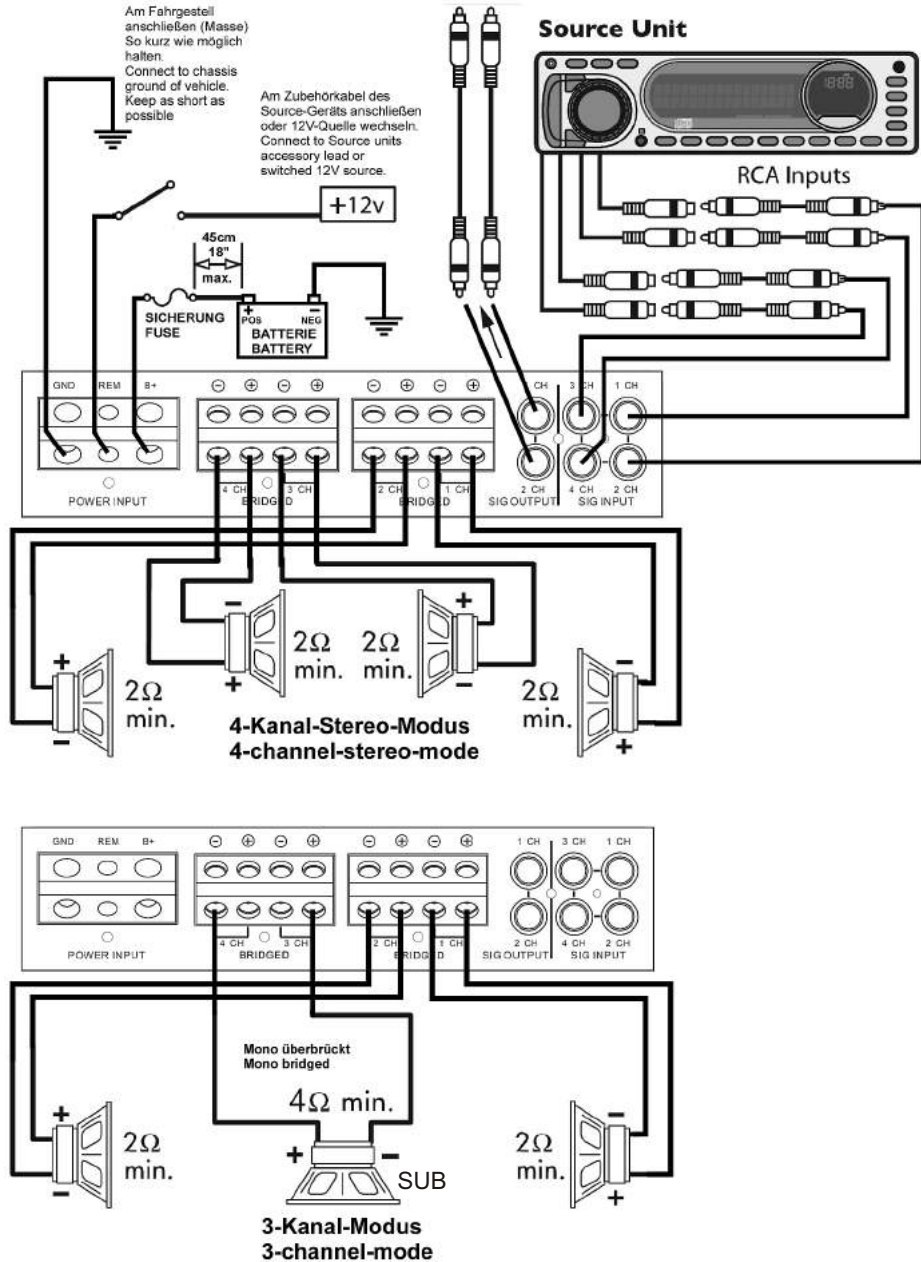 Am Fahrgestell
anschließen (Masse)
So kurz wie möglich
halten.
Connect to chassis
ground of vehicle.
Keep as short as
possible
Am Zubehörkabel des
Source-Geräts anschließen
oder 12V-Quelle wechseln.
Connect to Source units
accessory lead or
switched 12V source.
+12v
Source Unit
18:88
RCA Inputs
45cm
18"
max.
SICHERUNG
FUSE
+ −
POS NEG
BATTERIE
BATTERY
GND REM B+
⊖ ⊕ ⊖ ⊕
⊖ ⊕ ⊖ ⊕
CH 3 CH 1 CH
4 CH 3 CH
2 CH 1 CH
2 CH 4 CH 2 CH
POWER INPUT
BRIDGED
BRIDGED
SIG OUTPUT
SIG INPUT
− +
2Ω
min.
+ −
2Ω
min.
+ −
2Ω
min.
− +
2Ω
min.
4-Kanal-Stereo-Modus
4-channel-stereo-mode
GND REM B+
⊖ ⊕ ⊖ ⊕
⊖ ⊕ ⊖ ⊕
1 CH 3 CH 1 CH
4 CH 3 CH
2 CH 1 CH
2 CH 4 CH 2 CH
POWER INPUT
BRIDGED
BRIDGED
SIG OUTPUT
SIG INPUT
Mono überbrückt
Mono bridged
4Ω min.
+ −
SUB
+ −
2Ω
min.
− +
2Ω
min.
3-Kanal-Modus
3-channel-mode